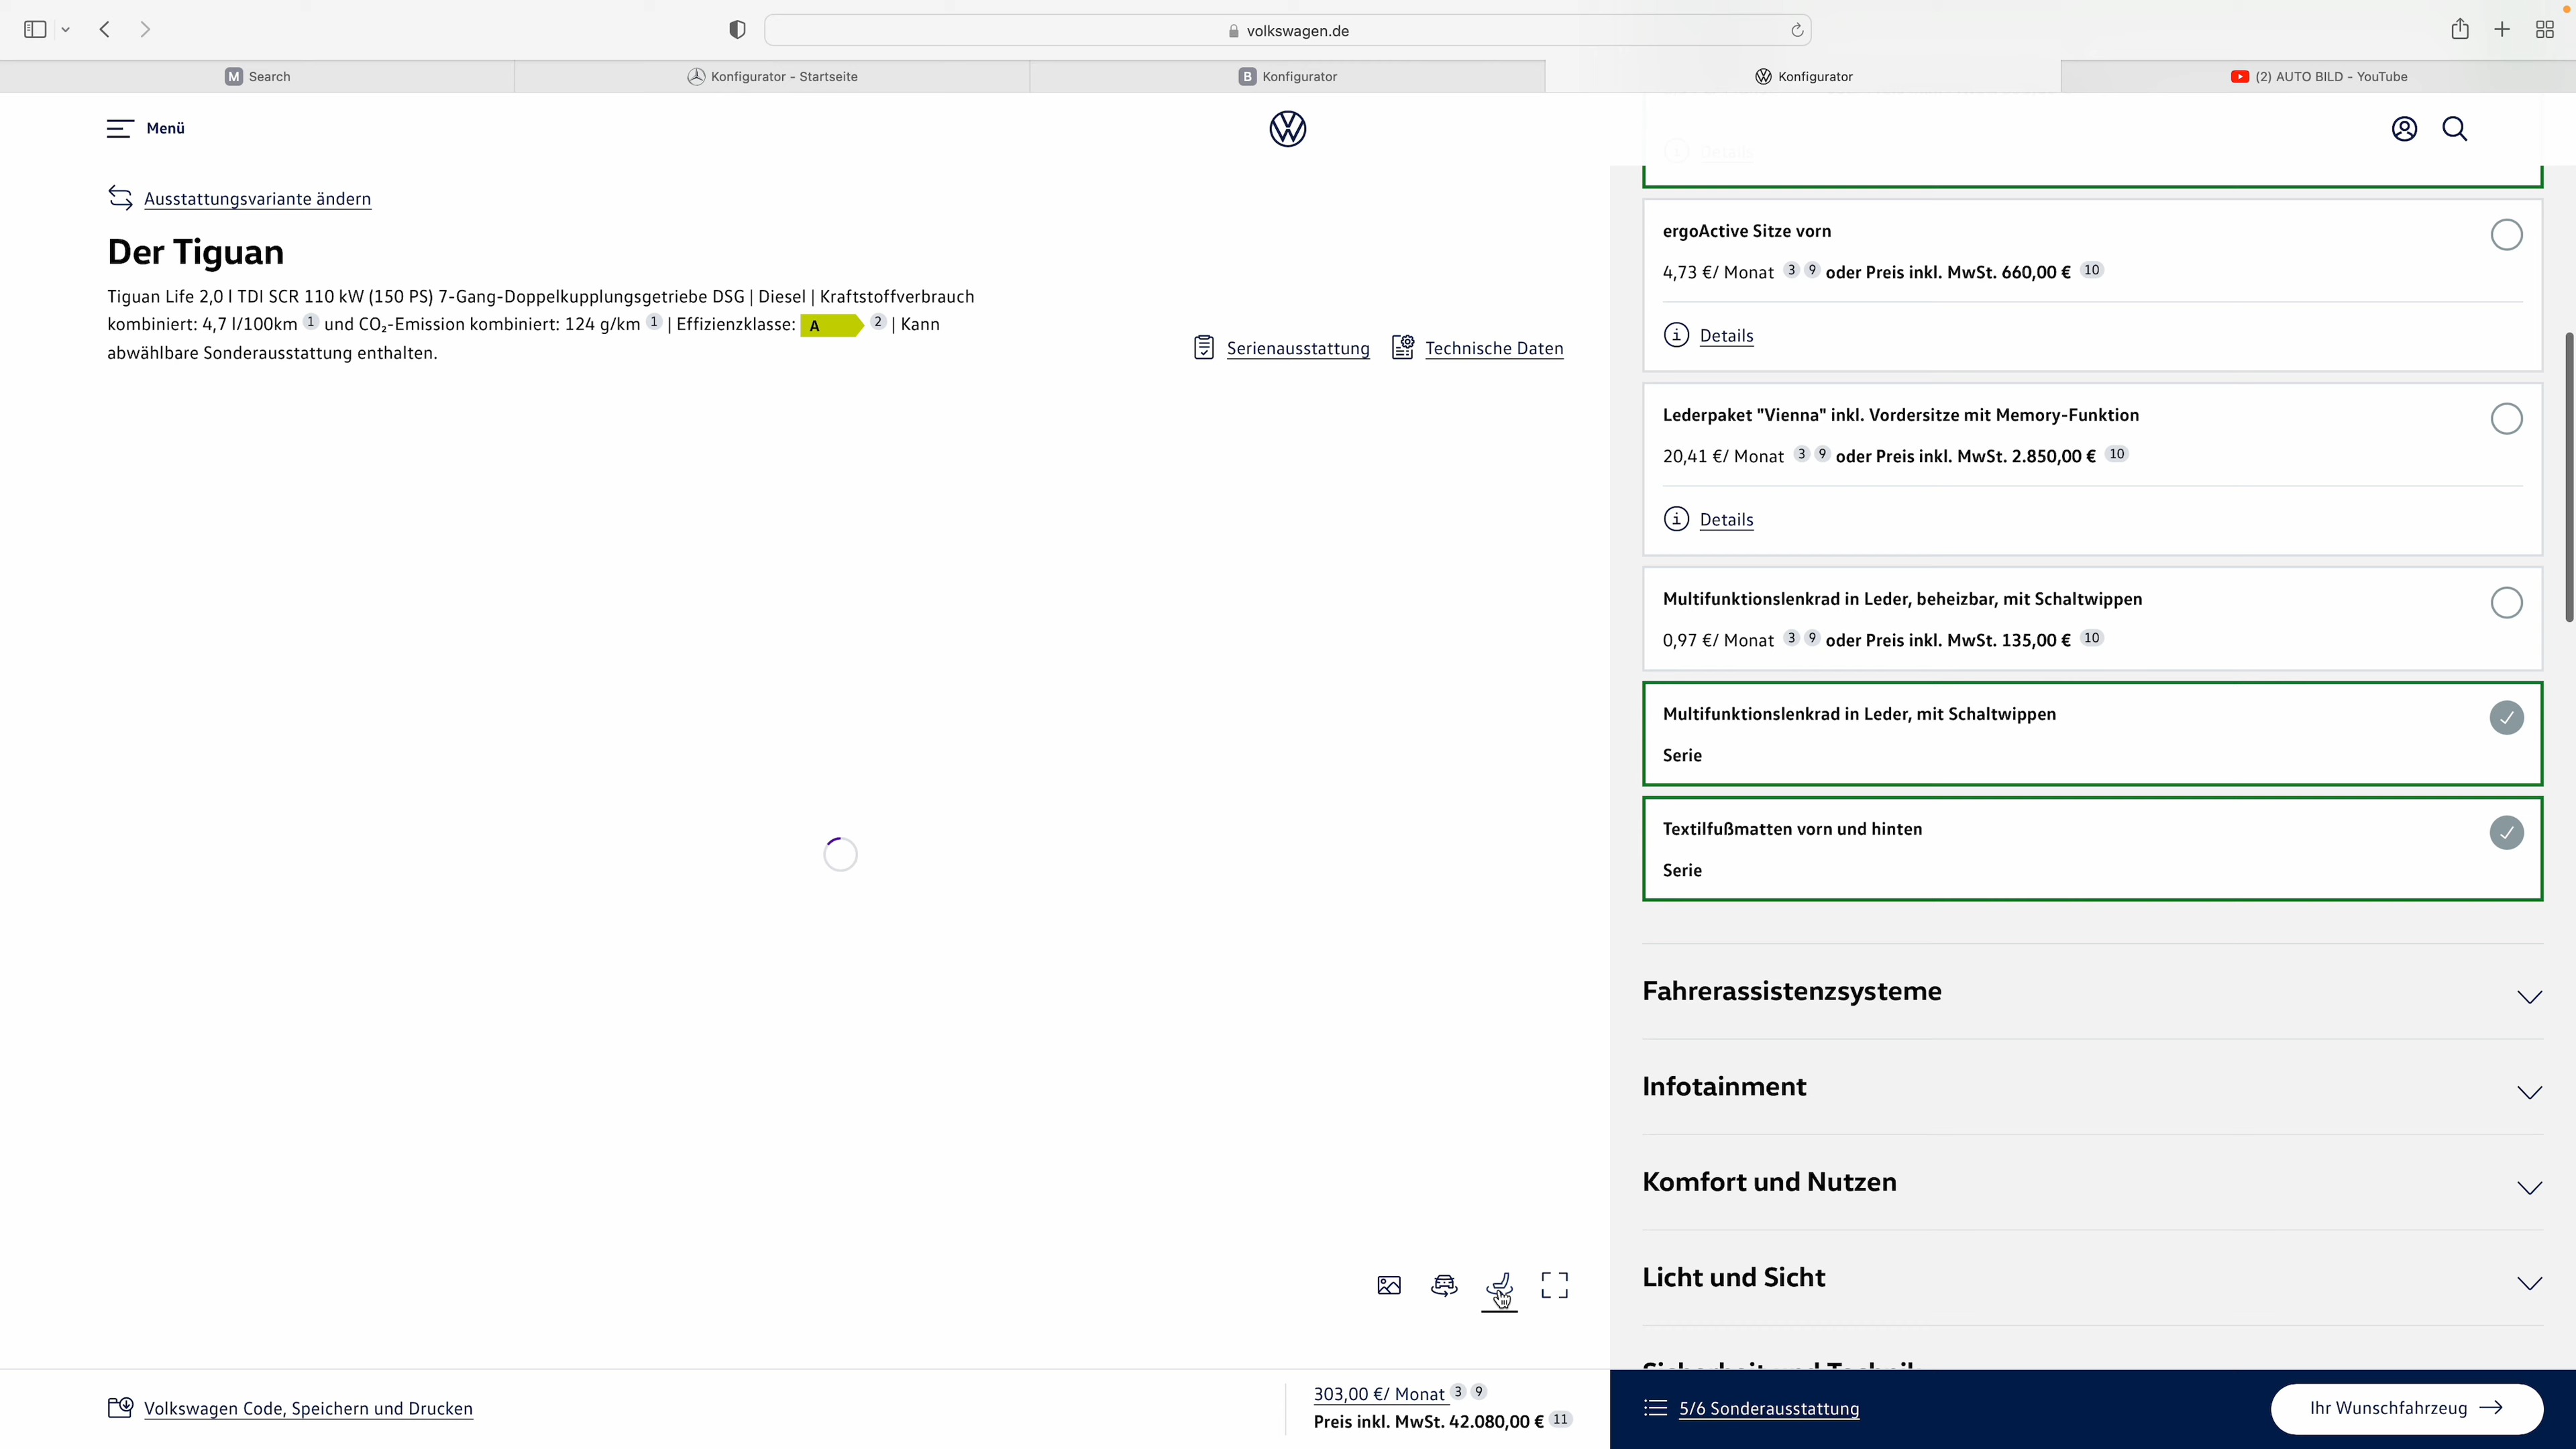 volkswagen.de
M Search
Konfigurator - Startseite
B Konfigurator
Konfigurator
(2) AUTO BILD - YouTube
Menü
Ausstattungsvariante ändern
Der Tiguan
Tiguan Life 2,0 l TDI SCR 110 kW (150 PS) 7-Gang-Doppelkupplungsgetriebe DSG | Diesel | Kraftstoffverbrauch
kombiniert: 4,7 l/100km 1 und CO₂-Emission kombiniert: 124 g/km 1 | Effizienzklasse: A 2 | Kann
abwählbare Sonderausstattung enthalten.
Serienausstattung
Technische Daten
Details
ergoActive Sitze vorn
4,73 €/ Monat 3 9 oder Preis inkl. MwSt. 660,00 € 10
Details
Lederpaket "Vienna" inkl. Vordersitze mit Memory-Funktion
20,41 €/ Monat 3 9 oder Preis inkl. MwSt. 2.850,00 € 10
Details
Multifunktionslenkrad in Leder, beheizbar, mit Schaltwippen
0,97 €/ Monat 3 9 oder Preis inkl. MwSt. 135,00 € 10
Multifunktionslenkrad in Leder, mit Schaltwippen
Serie
Textilfußmatten vorn und hinten
Serie
Fahrerassistenzsysteme
Infotainment
Komfort und Nutzen
Licht und Sicht
Sicherheit und Technik
Volkswagen Code, Speichern und Drucken
303,00 €/ Monat 3 9
Preis inkl. MwSt. 42.080,00 € 11
5/6 Sonderausstattung
Ihr Wunschfahrzeug